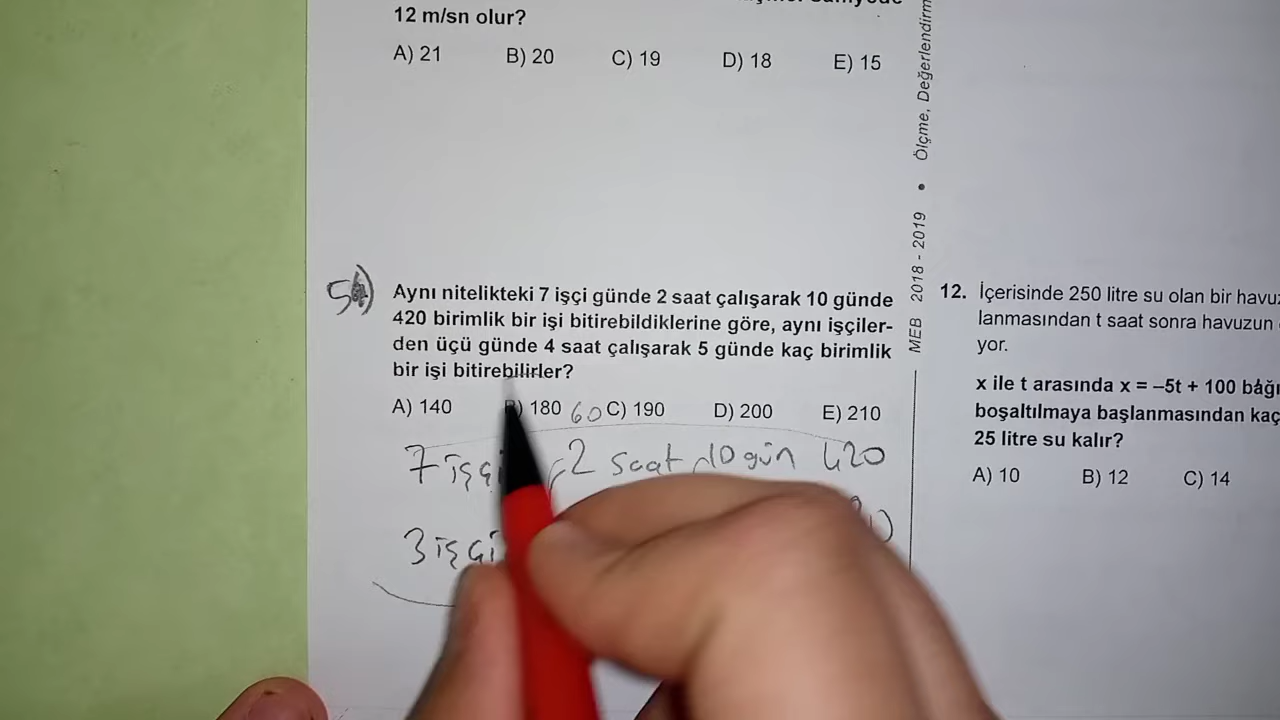 12 m/sn olur?
A) 21 B) 20 C) 19 D) 18 E) 15
5)
Aynı nitelikteki 7 işçi günde 2 saat çalışarak 10 günde
420 birimlik bir işi bitirebildiklerine göre, aynı işçiler-
den üçü günde 4 saat çalışarak 5 günde kaç birimlik
bir işi bitirebilirler?
A) 140 B) 180 60 C) 190 D) 200 E) 210
7 işçi 2 saat 10 gün 420
3 işçi
MEB 2018 - 2019 • Ölçme, Değerlendirm
12. İçerisinde 250 litre su olan bir havu
lanmasından t saat sonra havuzun
yor.
x ile t arasında x = –5t + 100 bağı
boşaltılmaya başlanmasından kaç
25 litre su kalır?
A) 10 B) 12 C) 14